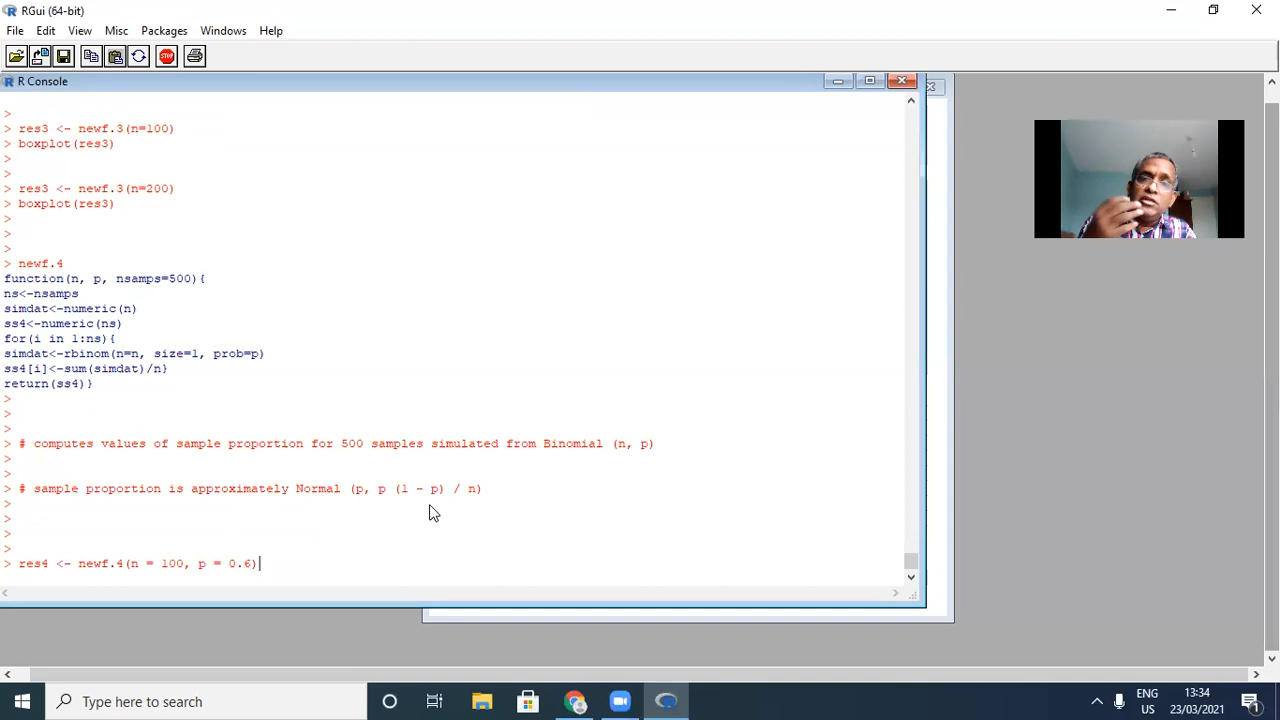 RGui (64-bit)
File Edit View Misc Packages Windows Help
STOP
R Console
>
> res3 <- newf.3(n=100)
> boxplot(res3)
>
>
> res3 <- newf.3(n=200)
> boxplot(res3)
>
>
>
> newf.4
function(n, p, nsamps=500){
ns<-nsamps
simdat<-numeric(n)
ss4<-numeric(ns)
for(i in 1:ns){
simdat<-rbinom(n=n, size=1, prob=p)
ss4[i]<-sum(simdat)/n}
return(ss4)}
>
>
>
> # computes values of sample proportion for 500 samples simulated from Binomial (n, p)
>
>
> # sample proportion is approximately Normal (p, p (1 - p) / n)
>
>
>
>
> res4 <- newf.4(n = 100, p = 0.6)
Type here to search
ENG
US
13:34
23/03/2021
1